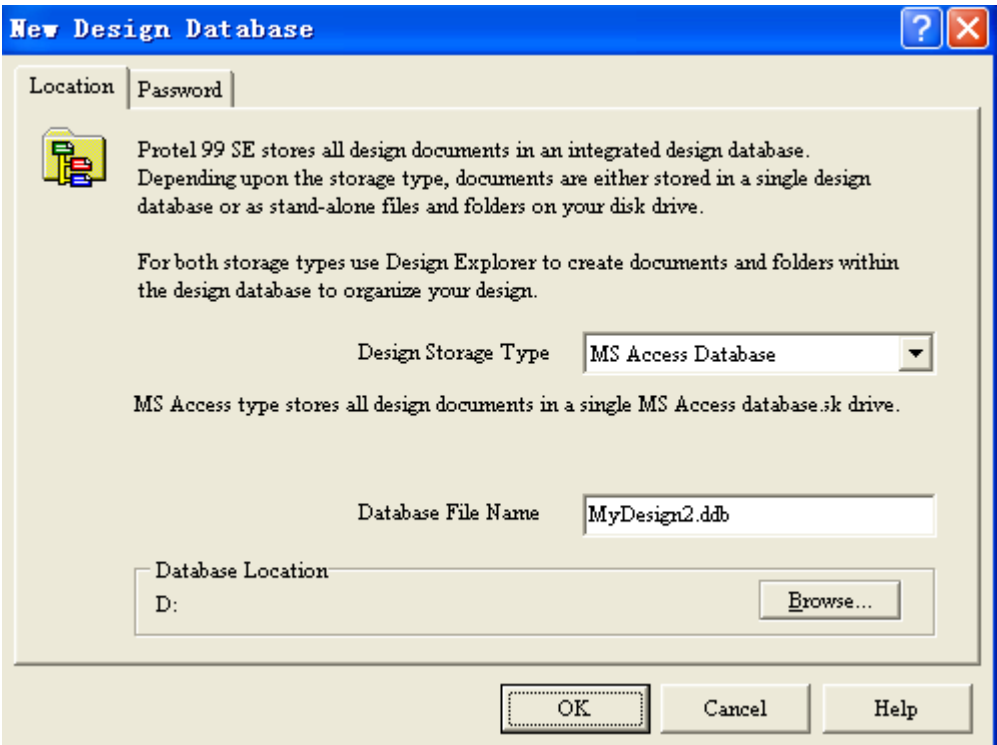 New Design Database
Location
Password
Protel 99 SE stores all design documents in an integrated design database.
Depending upon the storage type, documents are either stored in a single design
database or as stand-alone files and folders on your disk drive.
For both storage types use Design Explorer to create documents and folders within
the design database to organize your design.
Design Storage Type MS Access Database
MS Access type stores all design documents in a single MS Access database.sk drive.
Database File Name MyDesign2.ddb
Database Location
D: Browse...
OK Cancel Help